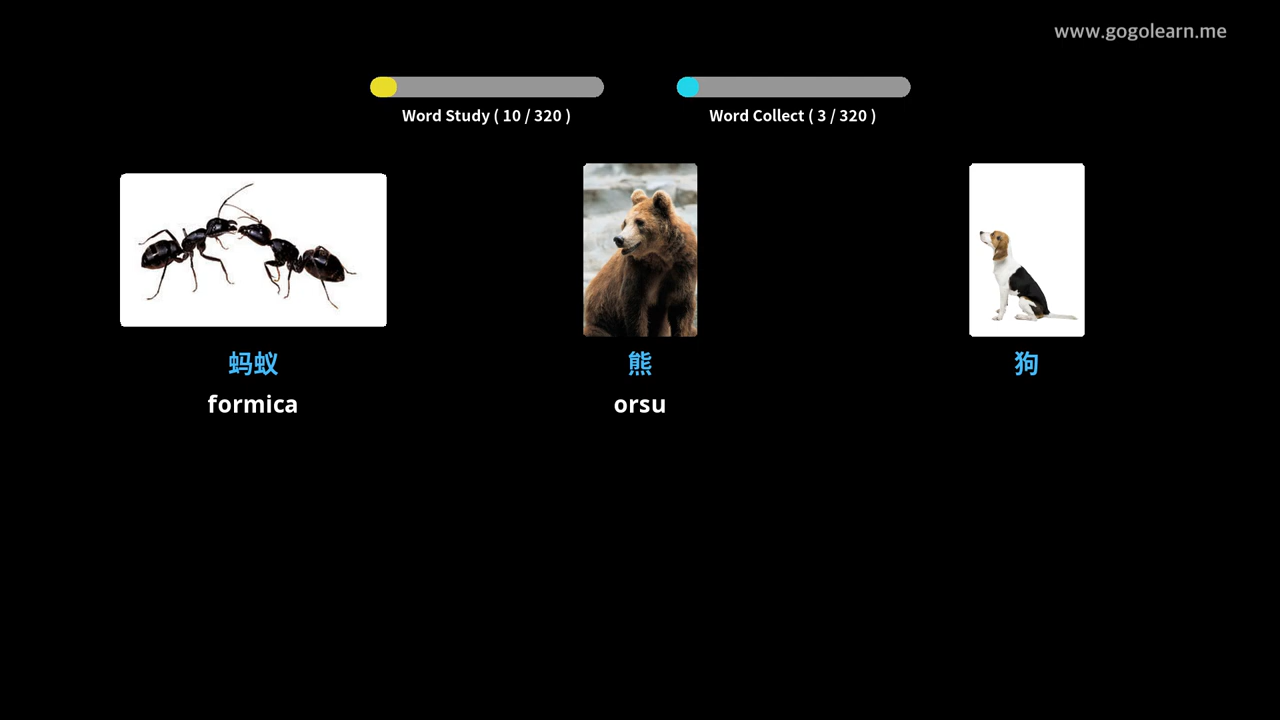 www.gogolearn.me
Word Study ( 10 / 320 )
Word Collect ( 3 / 320 )
蚂蚁
熊
狗
formica
orsu